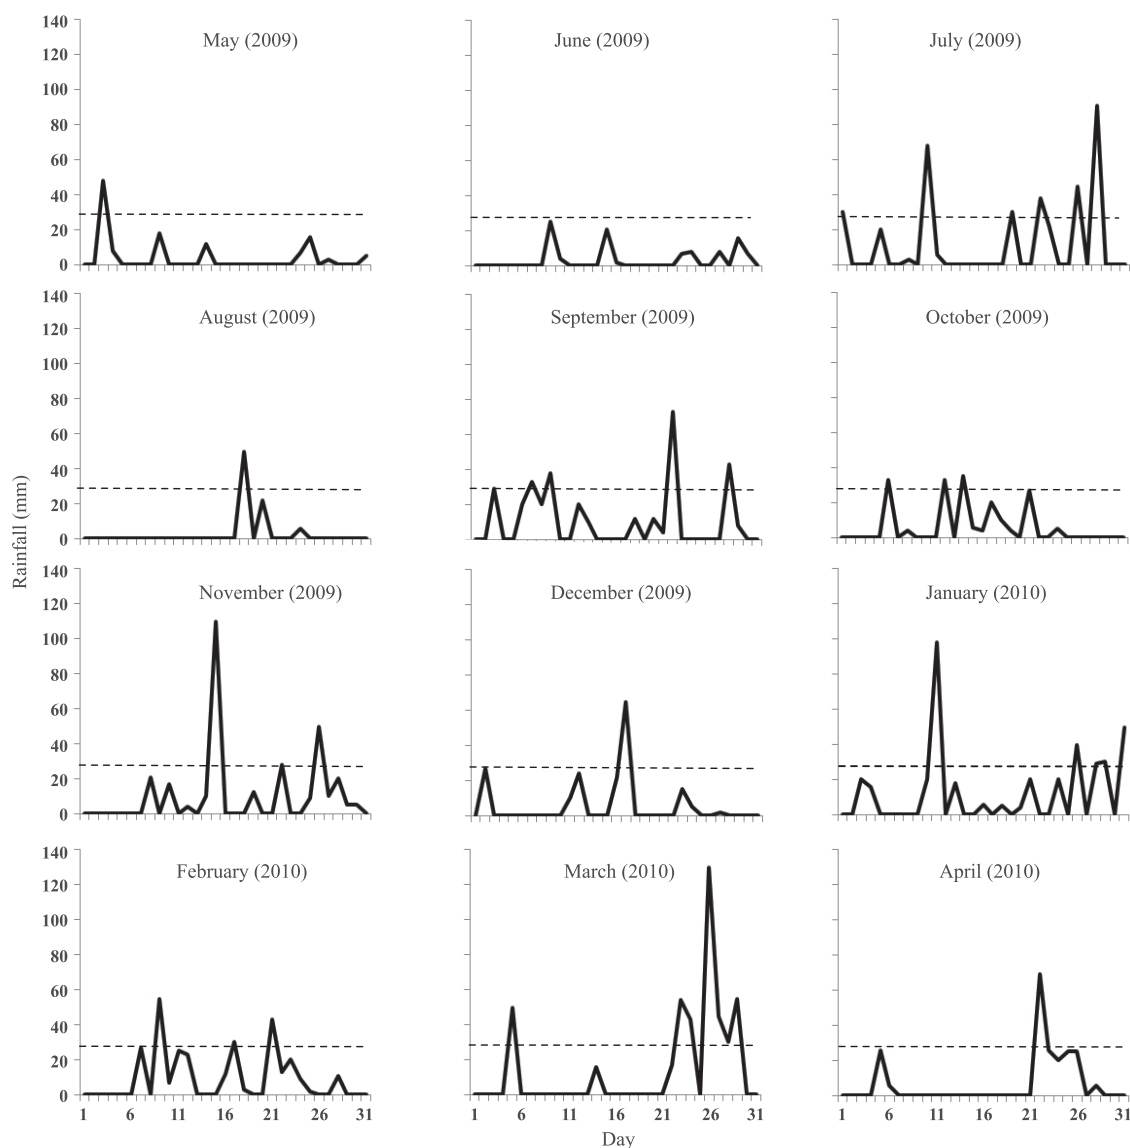 140
120
100
80
60
40
20
0
May (2009)
June (2009)
July (2009)
140
120
100
80
60
40
20
0
August (2009)
September (2009)
October (2009)
Rainfall (mm)
140
120
100
80
60
40
20
0
November (2009)
December (2009)
January (2010)
140
120
100
80
60
40
20
0
February (2010)
March (2010)
April (2010)
1 6 11 16 21 26 31
1 6 11 16 21 26 31
1 6 11 16 21 26 31
Day